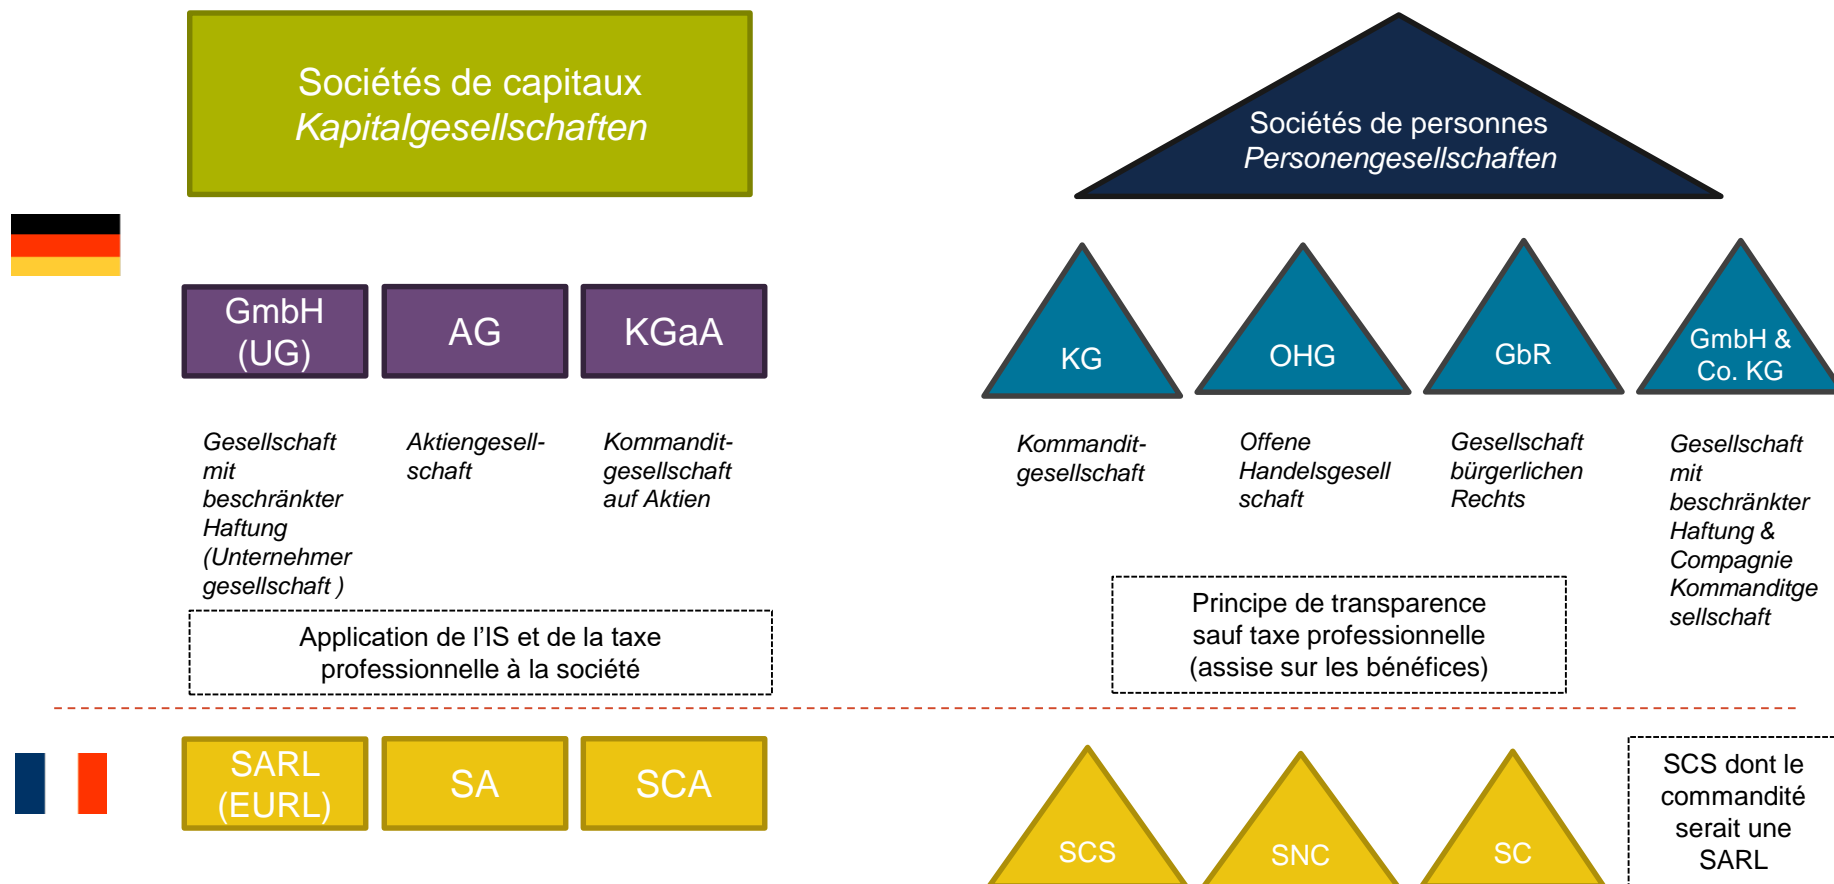 Sociétés de capitaux
Kapitalgesellschaften
Sociétés de personnes
Personengesellschaften
GmbH
(UG)
AG
KGaA
KG
OHG
GbR
GmbH &
Co. KG
Gesellschaft
mit
beschränkter
Haftung
(Unternehmer
gesellschaft )
Aktiengesell-
schaft
Kommandit-
gesellschaft
auf Aktien
Kommandit-
gesellschaft
Offene
Handelsgesell
schaft
Gesellschaft
bürgerlichen
Rechts
Gesellschaft
mit
beschränkter
Haftung &
Compagnie
Kommanditge
sellschaft
Application de l’IS et de la taxe
professionnelle à la société
Principe de transparence
sauf taxe professionnelle
(assise sur les bénéfices)
SARL
(EURL)
SA
SCA
SCS
SNC
SC
SCS dont le
commandité
serait une
SARL